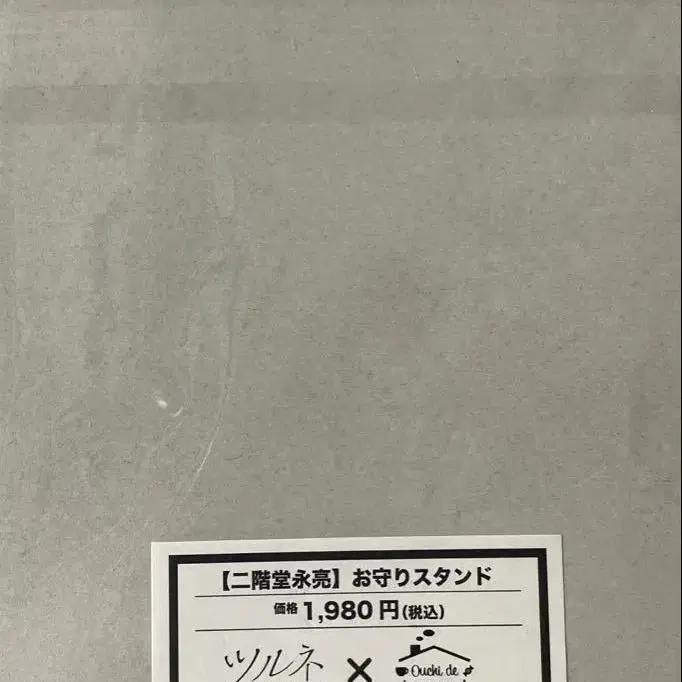 【二階堂永亮】お守りスタンド
価格 1,980円(税込)
ツルネ × Ouchi de